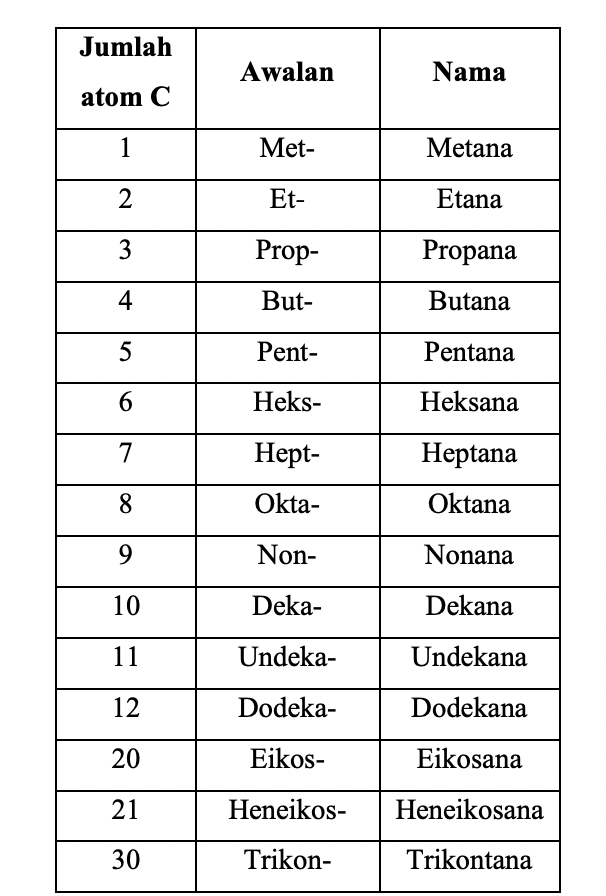 Jumlah atom C | Awalan | Nama
1 | Met- | Metana
2 | Et- | Etana
3 | Prop- | Propana
4 | But- | Butana
5 | Pent- | Pentana
6 | Heks- | Heksana
7 | Hept- | Heptana
8 | Okta- | Oktana
9 | Non- | Nonana
10 | Deka- | Dekana
11 | Undeka- | Undekana
12 | Dodeka- | Dodekana
20 | Eikos- | Eikosana
21 | Heneikos- | Heneikosana
30 | Trikon- | Trikontana